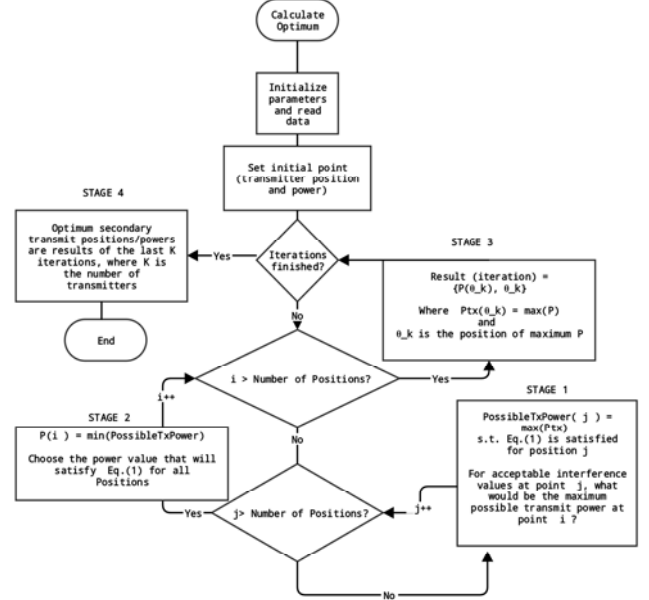 Calculate
Optimum
Initialize
parameters
and read
data
Set initial point
(transmitter position
and power)
STAGE 4
Optimum secondary
transmit positions/powers
are results of the last K
iterations, where K is
the number of
transmitters
Yes
Iterations
finished?
STAGE 3
Result (iteration) =
{P(θ_k), θ_k}
Where Ptx(θ_k) = max(P)
and
θ_k is the position of maximum P
End
No
i > Number of Positions?
Yes
i++
STAGE 1
PossibleTxPower( j ) =
max(Ptx)
s.t. Eq.(1) is satisfied
for position j
For acceptable interference
values at point j, what
would be the maximum
possible transmit power at
point i ?
STAGE 2
P(i ) = min(PossibleTxPower)
Choose the power value that will
satisfy Eq.(1) for all
Positions
No
j> Number of Positions?
Yes
j++
No